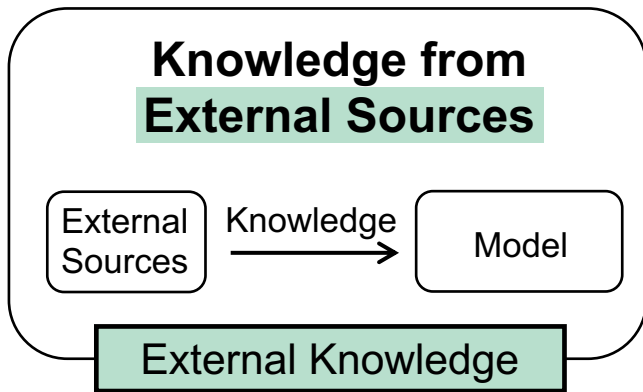 Knowledge from
External Sources
External
Sources
Knowledge
Model
External Knowledge